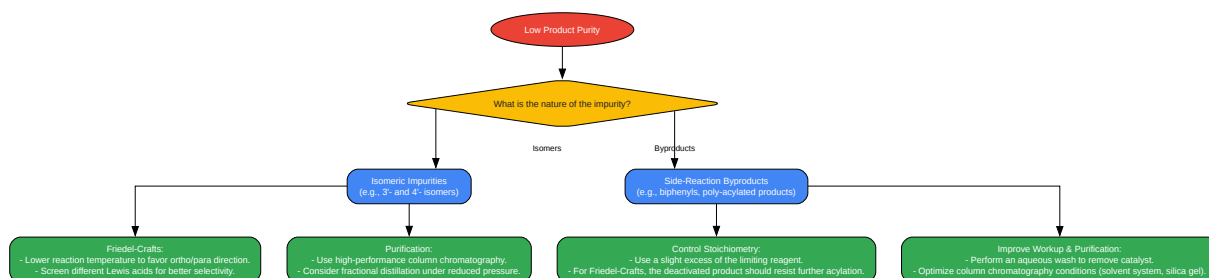 Low Product Purity
What is the nature of the impurity?
Isomers
Byproducts
Isomeric Impurities
(e.g., 3'- and 4'- isomers)
Side-Reaction Byproducts
(e.g., biphenyls, poly-acylated products)
Friedel-Crafts:
- Lower reaction temperature to favor ortho/para direction.
- Screen different Lewis acids for better selectivity.
Purification:
- Use high-performance column chromatography.
- Consider fractional distillation under reduced pressure.
Control Stoichiometry:
- Use a slight excess of the limiting reagent.
- For Friedel-Crafts, the deactivated product should resist further acylation.
Improve Workup & Purification:
- Perform an aqueous wash to remove catalyst.
- Optimize column chromatography conditions (solvent system, silica gel).